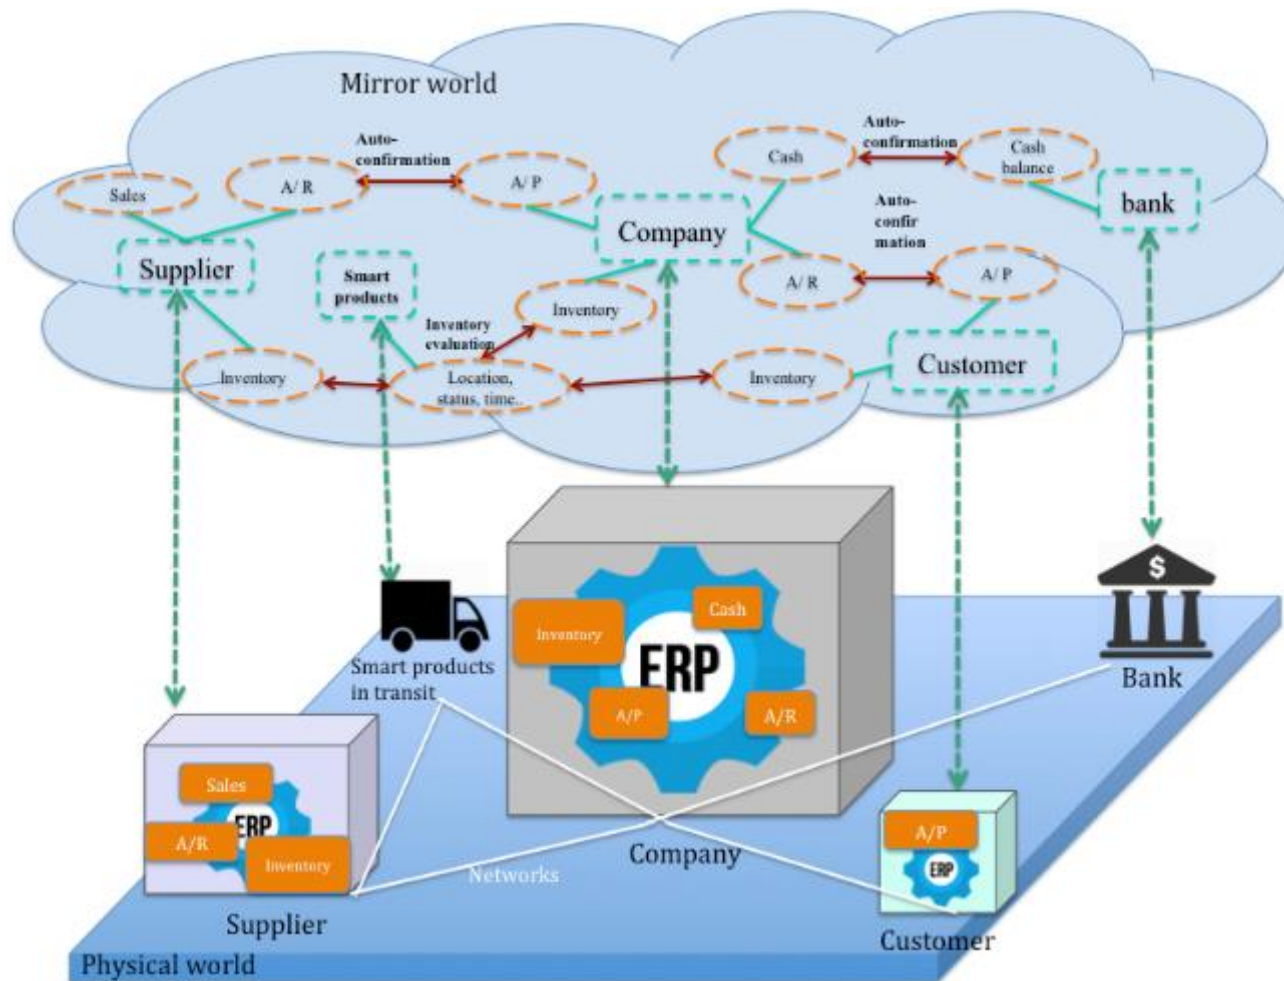 Mirror world
Auto-
confirmation
Auto-
confirmation
Sales
A/ R
A/ P
Cash
Cash
balance
bank
Auto-
confir
mation
Company
Supplier
Smart
products
A/ R
A/ P
Inventory
Inventory
evaluation
Customer
Inventory
Location,
status, time..
Inventory
$
Cash
Inventory
ERP
A/P
A/R
Smart products
in transit
Bank
Sales
ERP
A/R
Inventory
A/P
ERP
Company
Networks
Supplier
Customer
Physical world